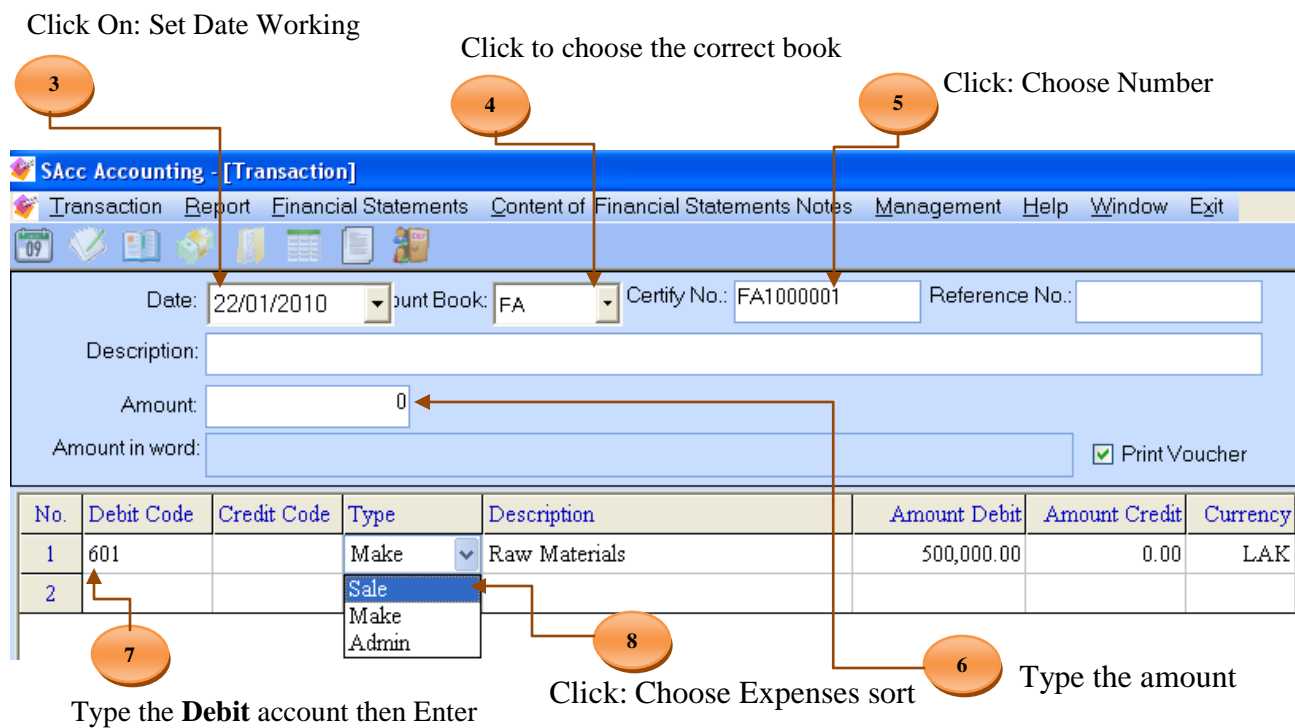 Click On: Set Date Working
Click to choose the correct book
Click: Choose Number
3
4
5
SAcc Accounting - [Transaction]
Transaction Report Financial Statements Content of Financial Statements Notes Management Help Window Exit
09
Date: 22/01/2010 ount Book: FA Certify No.: FA1000001 Reference No.:
Description:
Amount: 0
Amount in word: Print Voucher
No. Debit Code Credit Code Type Description Amount Debit Amount Credit Currency
1 601 Make Raw Materials 500,000.00 0.00 LAK
2 Sale
Make
Admin
7
8
6
Type the amount
Click: Choose Expenses sort
Type the Debit account then Enter